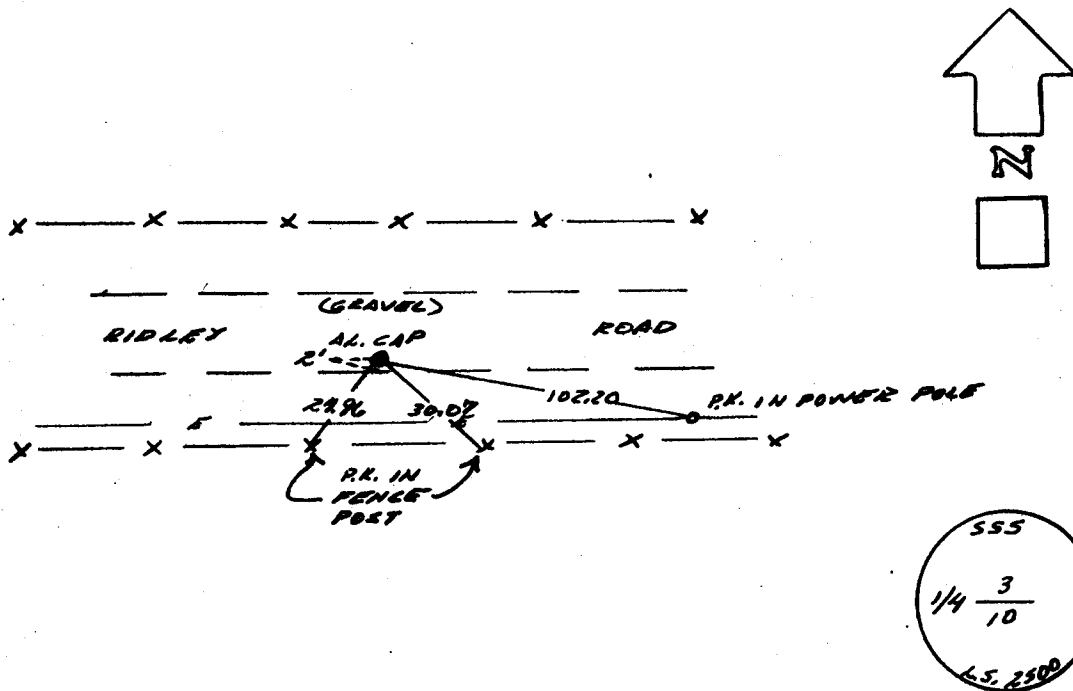 N
(GRAVEL)
RIDLEY ROAD
AL. CAP
2'
102.20
P.K. IN POWER POLE
30.07
E
P.K. IN
FENCE
POST
SSS
1/4 3/10
L.S. 2500